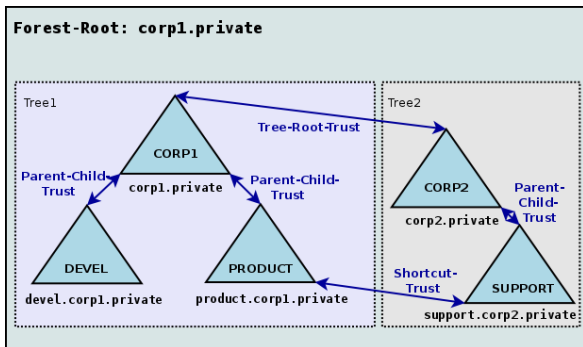 Forest-Root: corp1.private
Tree1
Tree2
Tree-Root-Trust
CORP1
corp1.private
Parent-Child-
Trust
Parent-Child-
Trust
CORP2
corp2.private
Parent-
Child-
Trust
DEVEL
devel.corp1.private
PRODUCT
product.corp1.private
Shortcut-
Trust
SUPPORT
support.corp2.private